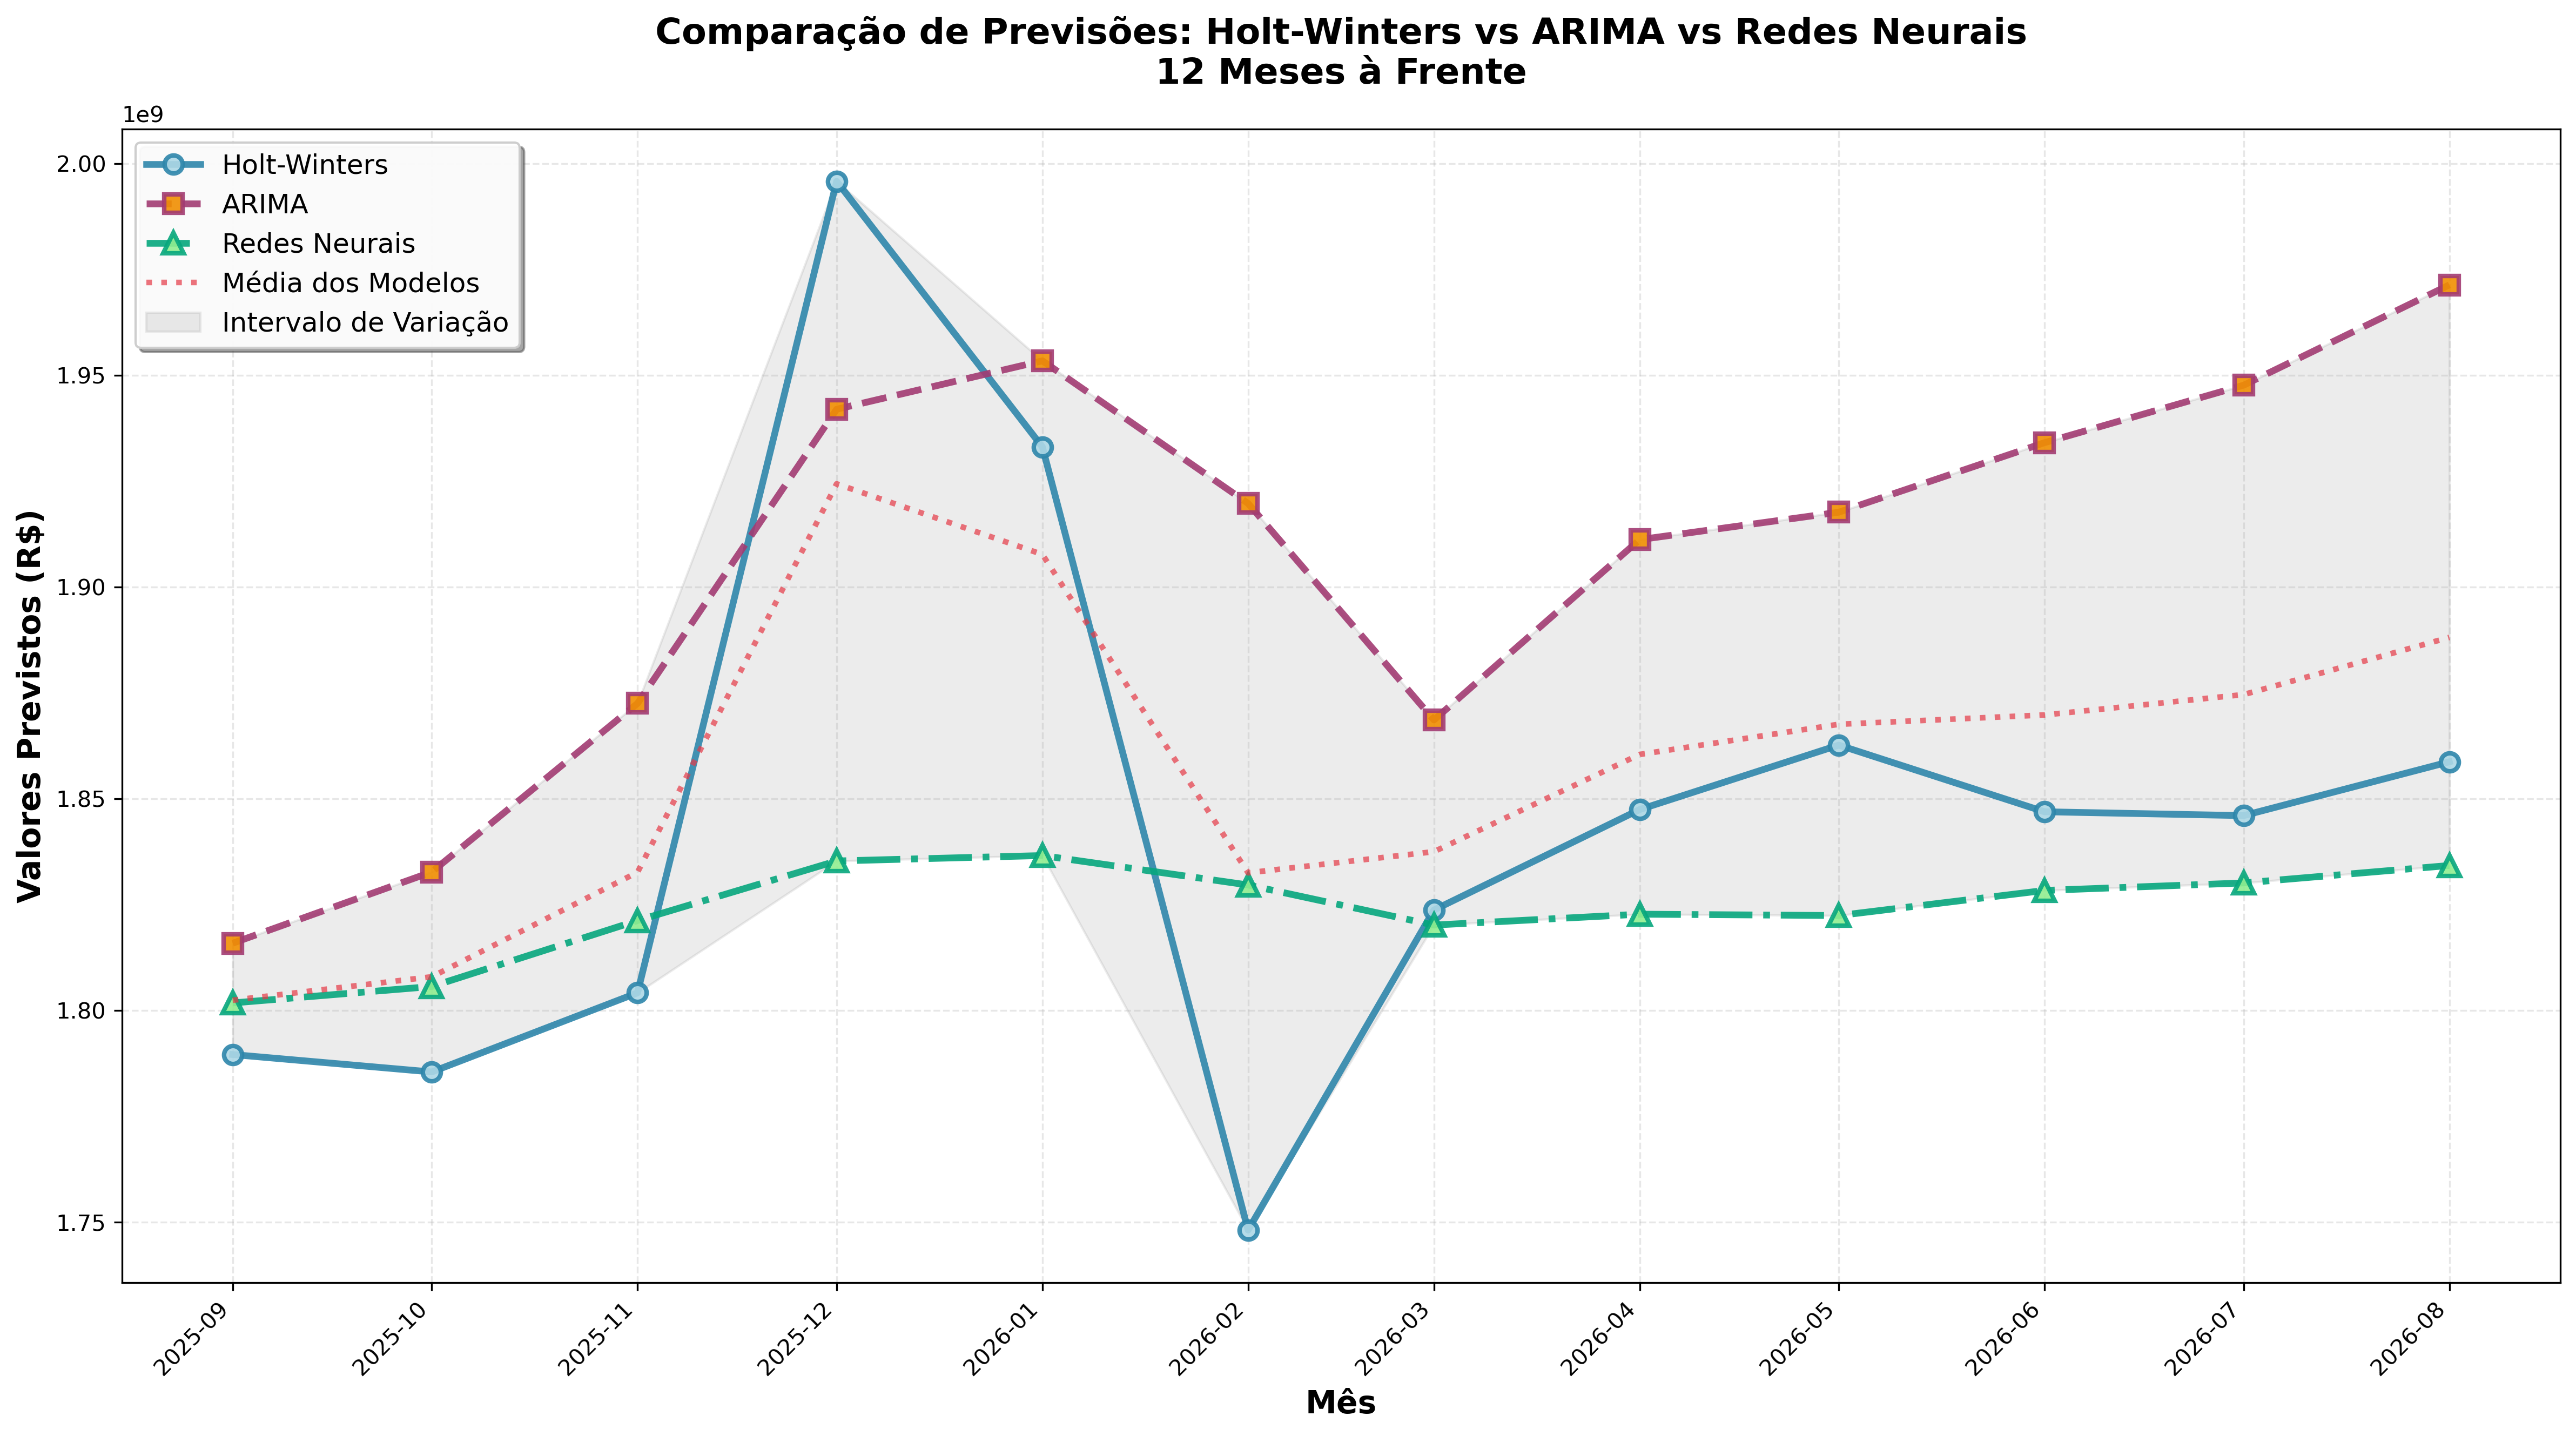 Comparação de Previsões: Holt-Winters vs ARIMA vs Redes Neurais
12 Meses à Frente
1e9
Holt-Winters
ARIMA
Redes Neurais
Média dos Modelos
Intervalo de Variação
2.00
1.95
1.90
1.85
1.80
1.75
Valores Previstos (R$)
2025-09
2025-10
2025-11
2025-12
2026-01
2026-02
2026-03
2026-04
2026-05
2026-06
2026-07
2026-08
Mês